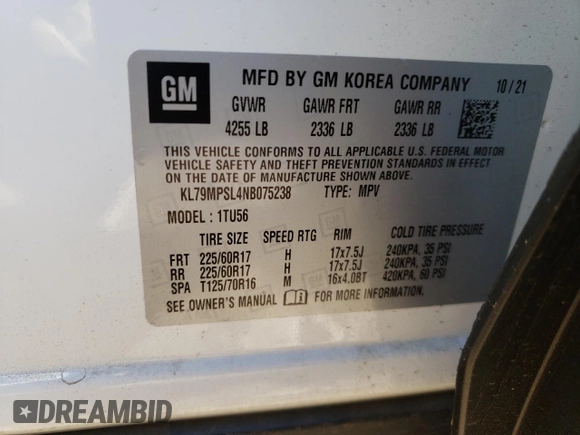 GM
MFD BY GM KOREA COMPANY 10/21
GVWR GAWR FRT GAWR RR
4255 LB 2336 LB 2336 LB
THIS VEHICLE CONFORMS TO ALL APPLICABLE U.S. FEDERAL MOTOR
VEHICLE SAFETY AND THEFT PREVENTION STANDARDS IN EFFECT
ON THE DATE OF MANUFACTURE SHOWN ABOVE.
KL79MPSL4NB075238 TYPE: MPV
MODEL : 1TU56
TIRE SIZE SPEED RTG RIM COLD TIRE PRESSURE
FRT 225/60R17 H 17x7.5J 240KPA, 35 PSI
RR 225/60R17 H 17x7.5J 240KPA, 35 PSI
SPA T125/70R16 M 16x4.0BT 420KPA, 60 PSI
SEE OWNER'S MANUAL FOR MORE INFORMATION.
DREAMBID